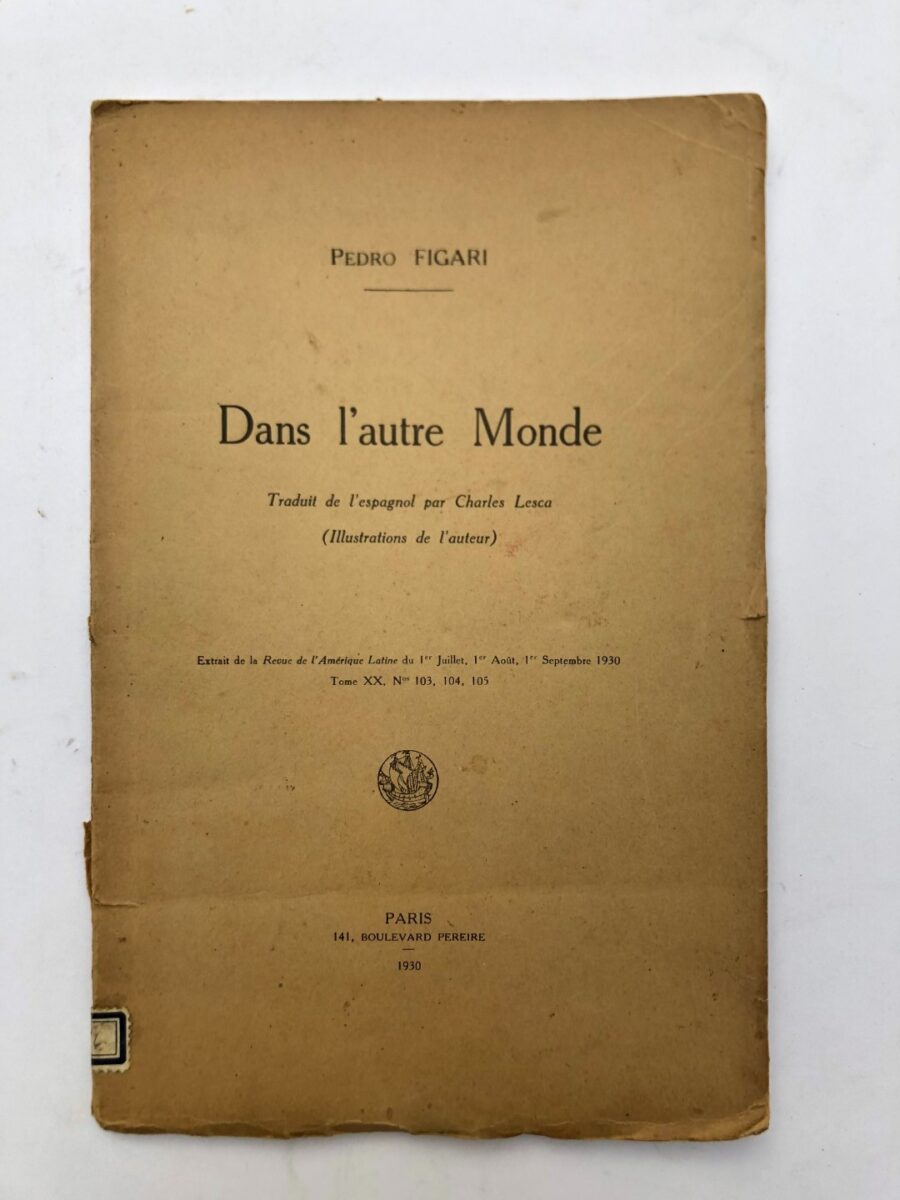 Pedro FIGARI
Dans l'autre Monde
Traduit de l'espagnol par Charles Lesca
(Illustrations de l'auteur)
Extrait de la Revue de l'Amérique Latine du 1er Juillet, 1er Août, 1er Septembre 1930
Tome XX, Nos 103, 104, 105
PARIS
141, BOULEVARD PEREIRE
1930